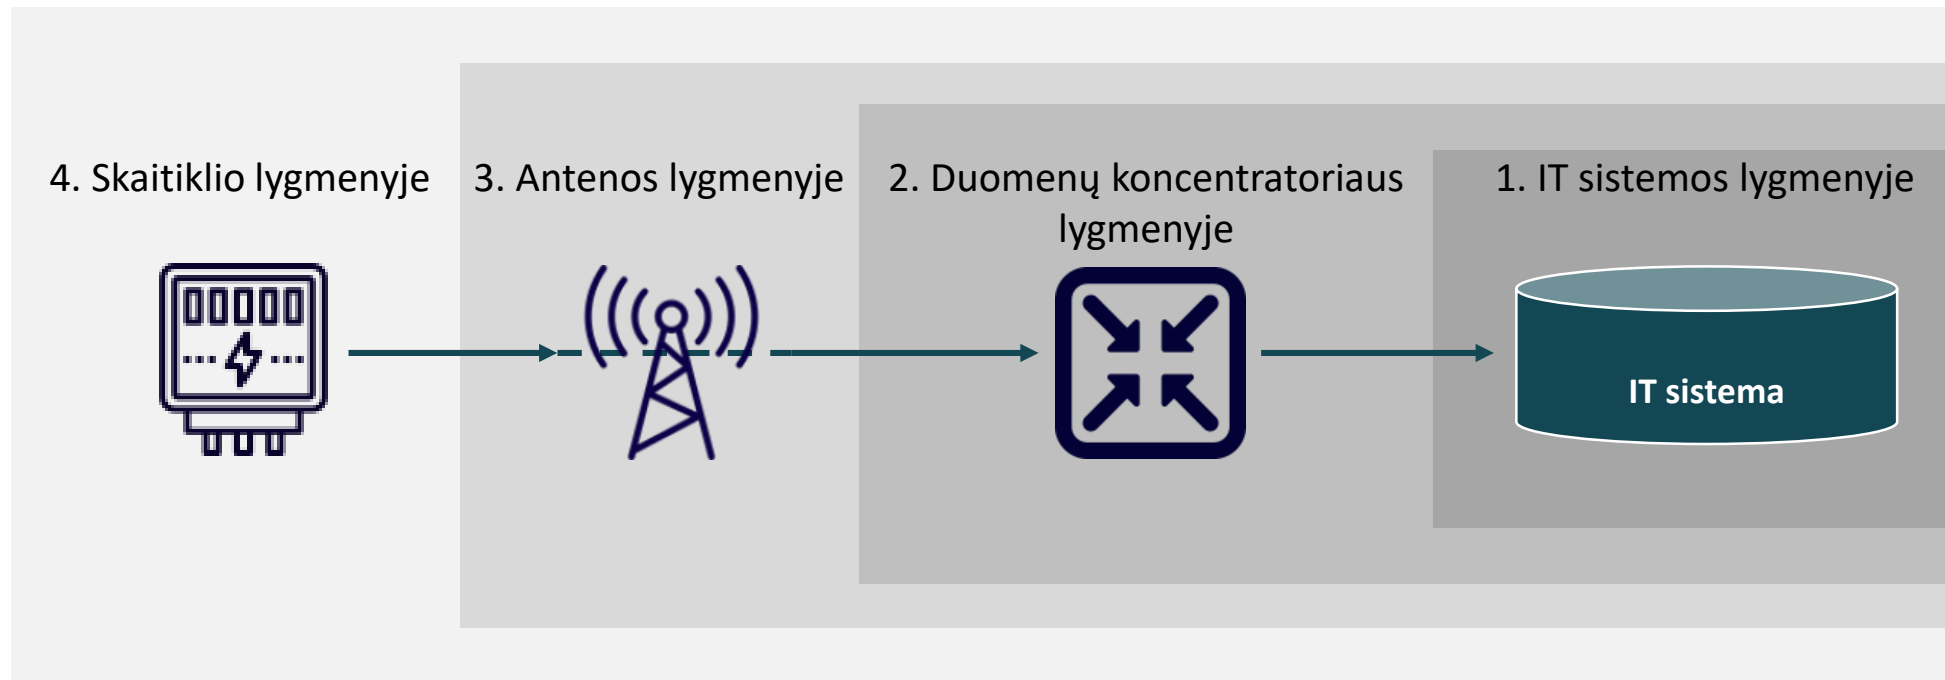 4. Skaitiklio lygmenyje
3. Antenos lygmenyje
2. Duomenų koncentratoriaus
lygmenyje
1. IT sistemos lygmenyje
IT sistema